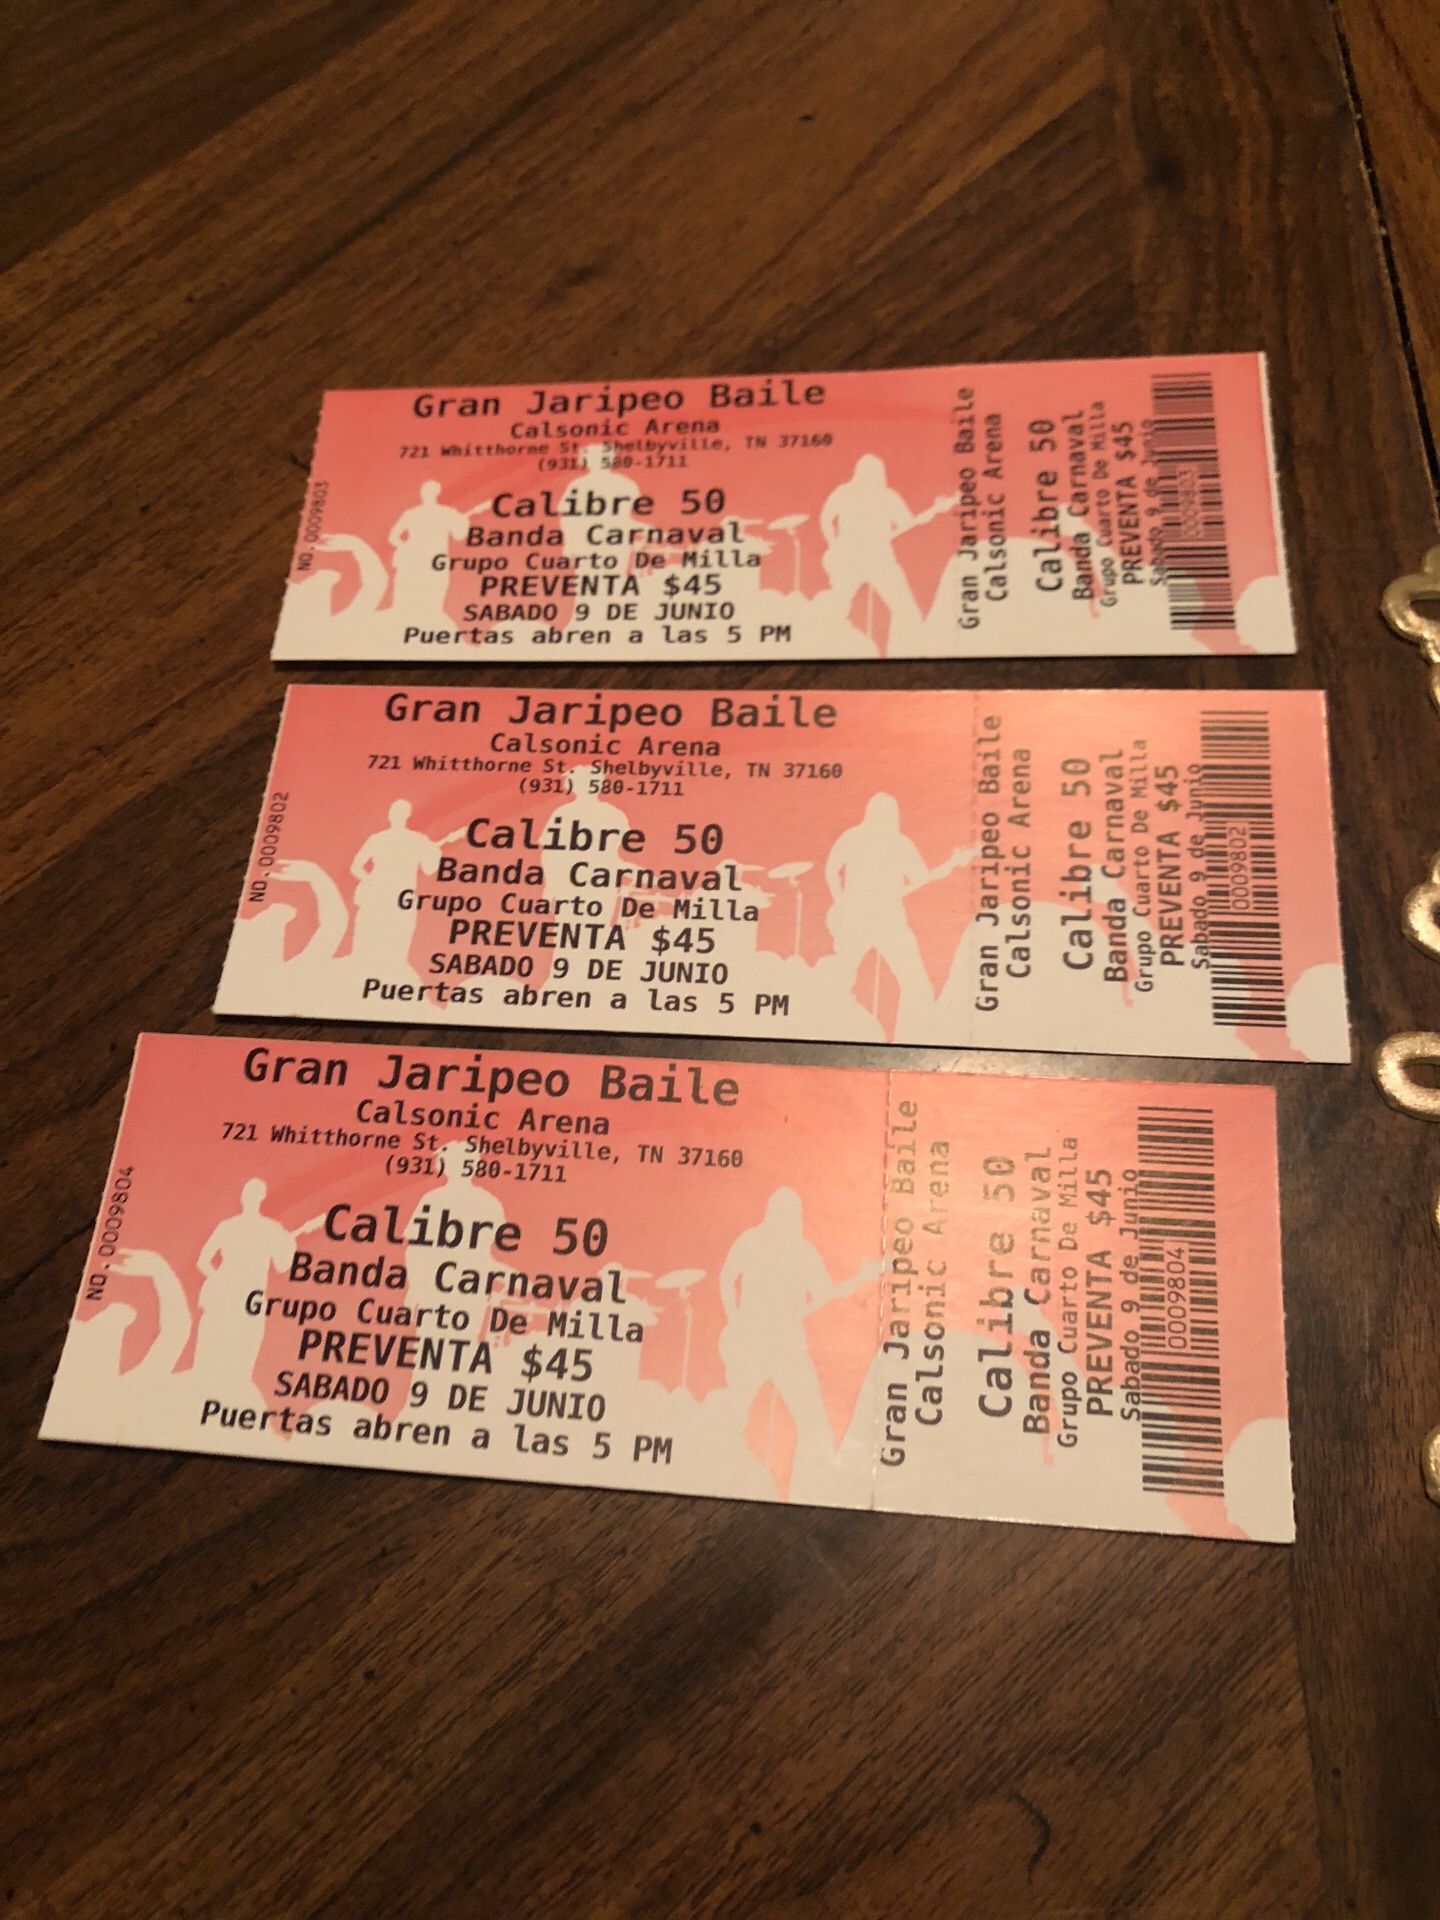 Gran Jaripeo Baile
Calsonic Arena
721 Whitthorne St. Shelbyville, TN 37160
(931) 580-1711
Calibre 50
Banda Carnaval
Grupo Cuarto De Milla
PREVENTA $45
SABADO 9 DE JUNIO
Puertas abren a las 5 PM
NO.0009803
Gran Jaripeo Baile
Calsonic Arena
Calibre 50
Banda Carnaval
Grupo Cuarto De Milla
PREVENTA $45
Sabado 9 de Junio
0009803
Gran Jaripeo Baile
Calsonic Arena
721 Whitthorne St. Shelbyville, TN 37160
(931) 580-1711
Calibre 50
Banda Carnaval
Grupo Cuarto De Milla
PREVENTA $45
SABADO 9 DE JUNIO
Puertas abren a las 5 PM
NO.0009802
Gran Jaripeo Baile
Calsonic Arena
Calibre 50
Banda Carnaval
Grupo Cuarto De Milla
PREVENTA $45
Sabado 9 de Junio
0009802
Gran Jaripeo Baile
Calsonic Arena
721 Whitthorne St. Shelbyville, TN 37160
(931) 580-1711
Calibre 50
Banda Carnaval
Grupo Cuarto De Milla
PREVENTA $45
SABADO 9 DE JUNIO
Puertas abren a las 5 PM
NO.0009804
Gran Jaripeo Baile
Calsonic Arena
Calibre 50
Banda Carnaval
Grupo Cuarto De Milla
PREVENTA $45
Sabado 9 de Junio
0009804